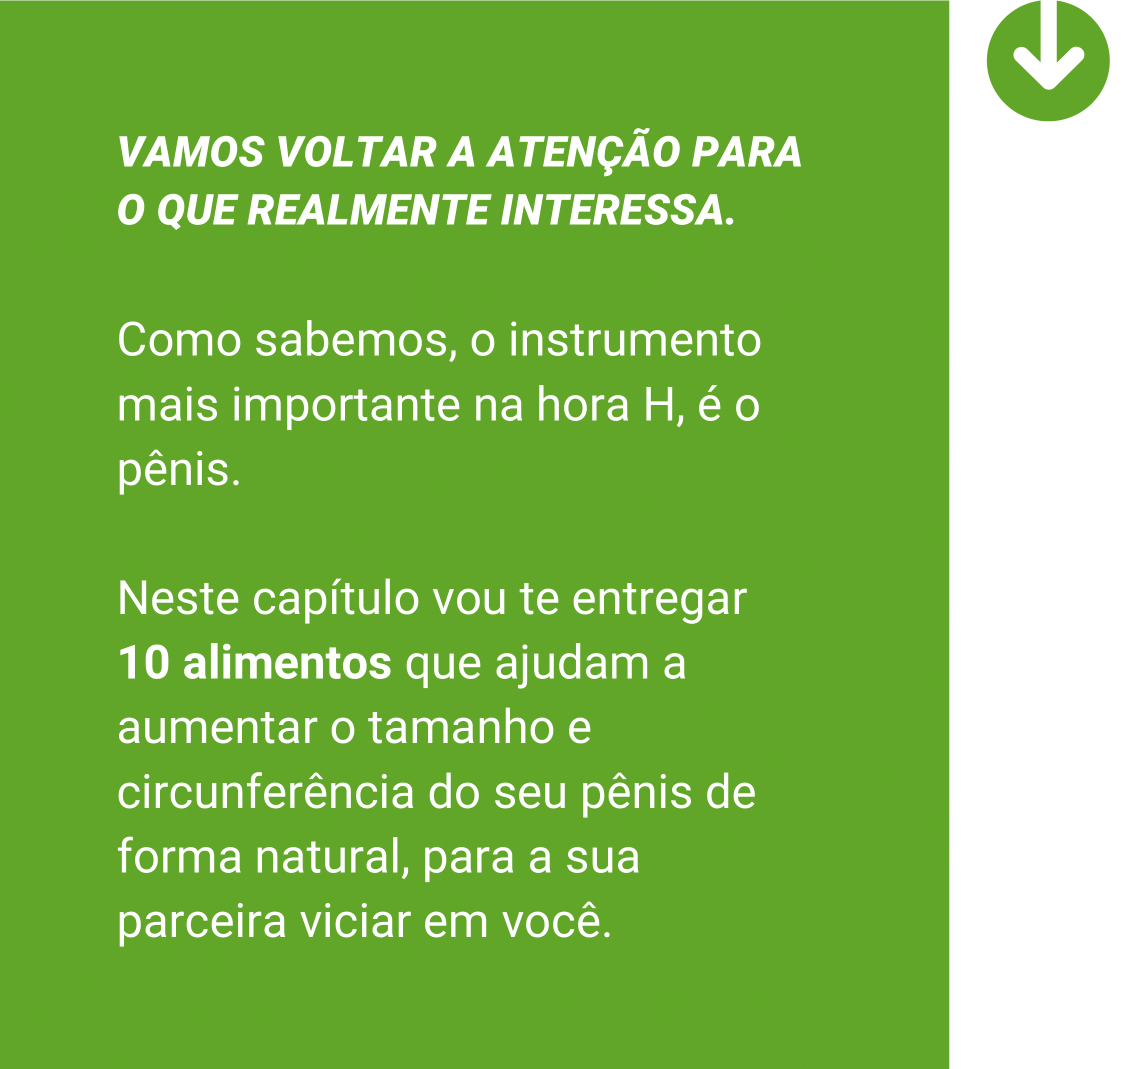 VAMOS VOLTAR A ATENÇÃO PARA
O QUE REALMENTE INTERESSA.
Como sabemos, o instrumento
mais importante na hora H, é o
pênis.
Neste capítulo vou te entregar
10 alimentos que ajudam a
aumentar o tamanho e
circunferência do seu pênis de
forma natural, para a sua
parceira viciar em você.